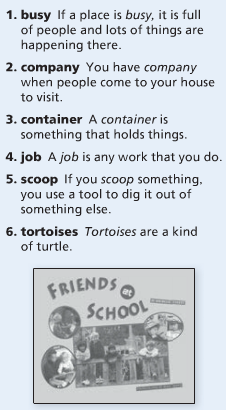 1. busy If a place is busy, it is full
of people and lots of things are
happening there.
2. company You have company
when people come to your house
to visit.
3. container A container is
something that holds things.
4. job A job is any work that you do.
5. scoop If you scoop something,
you use a tool to dig it out of
something else.
6. tortoises Tortoises are a kind
of turtle.
FRIENDS at
SCHOOL